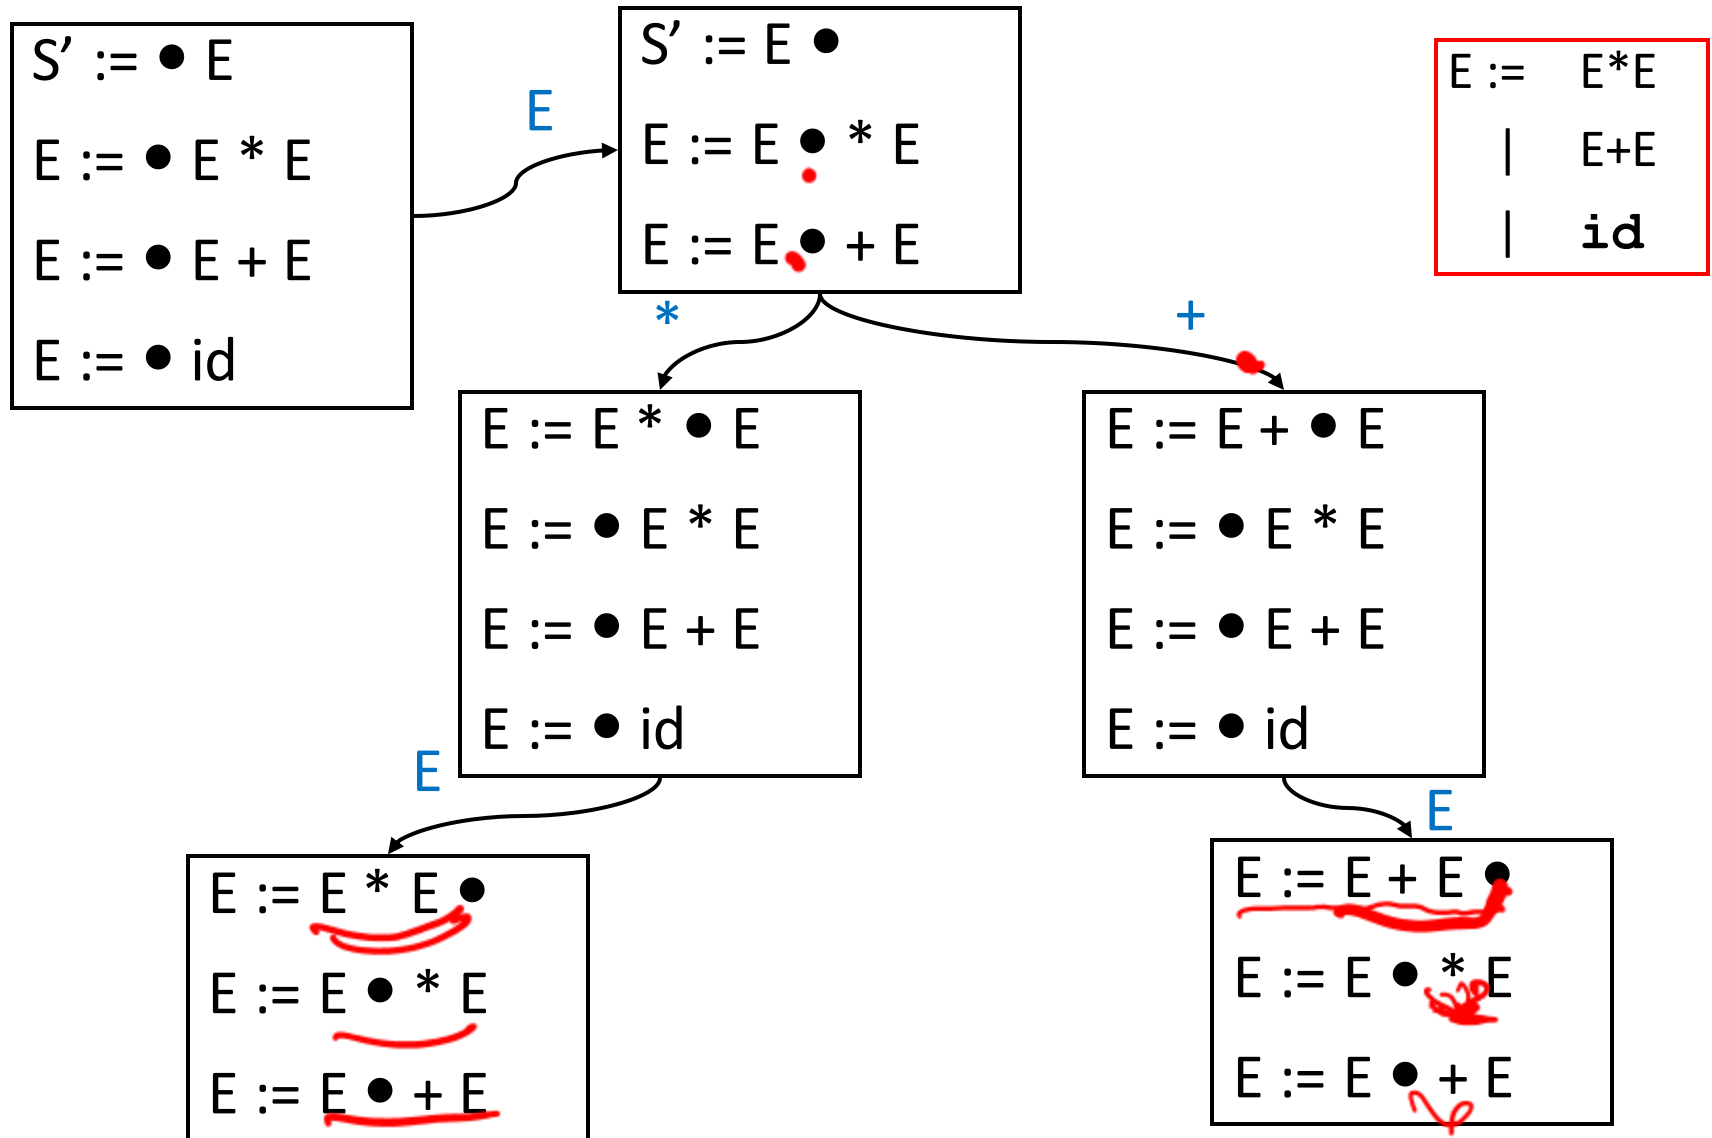 S’ := ● E
E := ● E * E
E := ● E + E
E := ● id
E
S’ := E ●
E := E ● * E
E := E ● + E
E := E*E
| E+E
| id
*
+
E := E * ● E
E := ● E * E
E := ● E + E
E := ● id
E := E + ● E
E := ● E * E
E := ● E + E
E := ● id
E
E
E := E * E ●
E := E ● * E
E := E ● + E
E := E + E ●
E := E ● * E
E := E ● + E